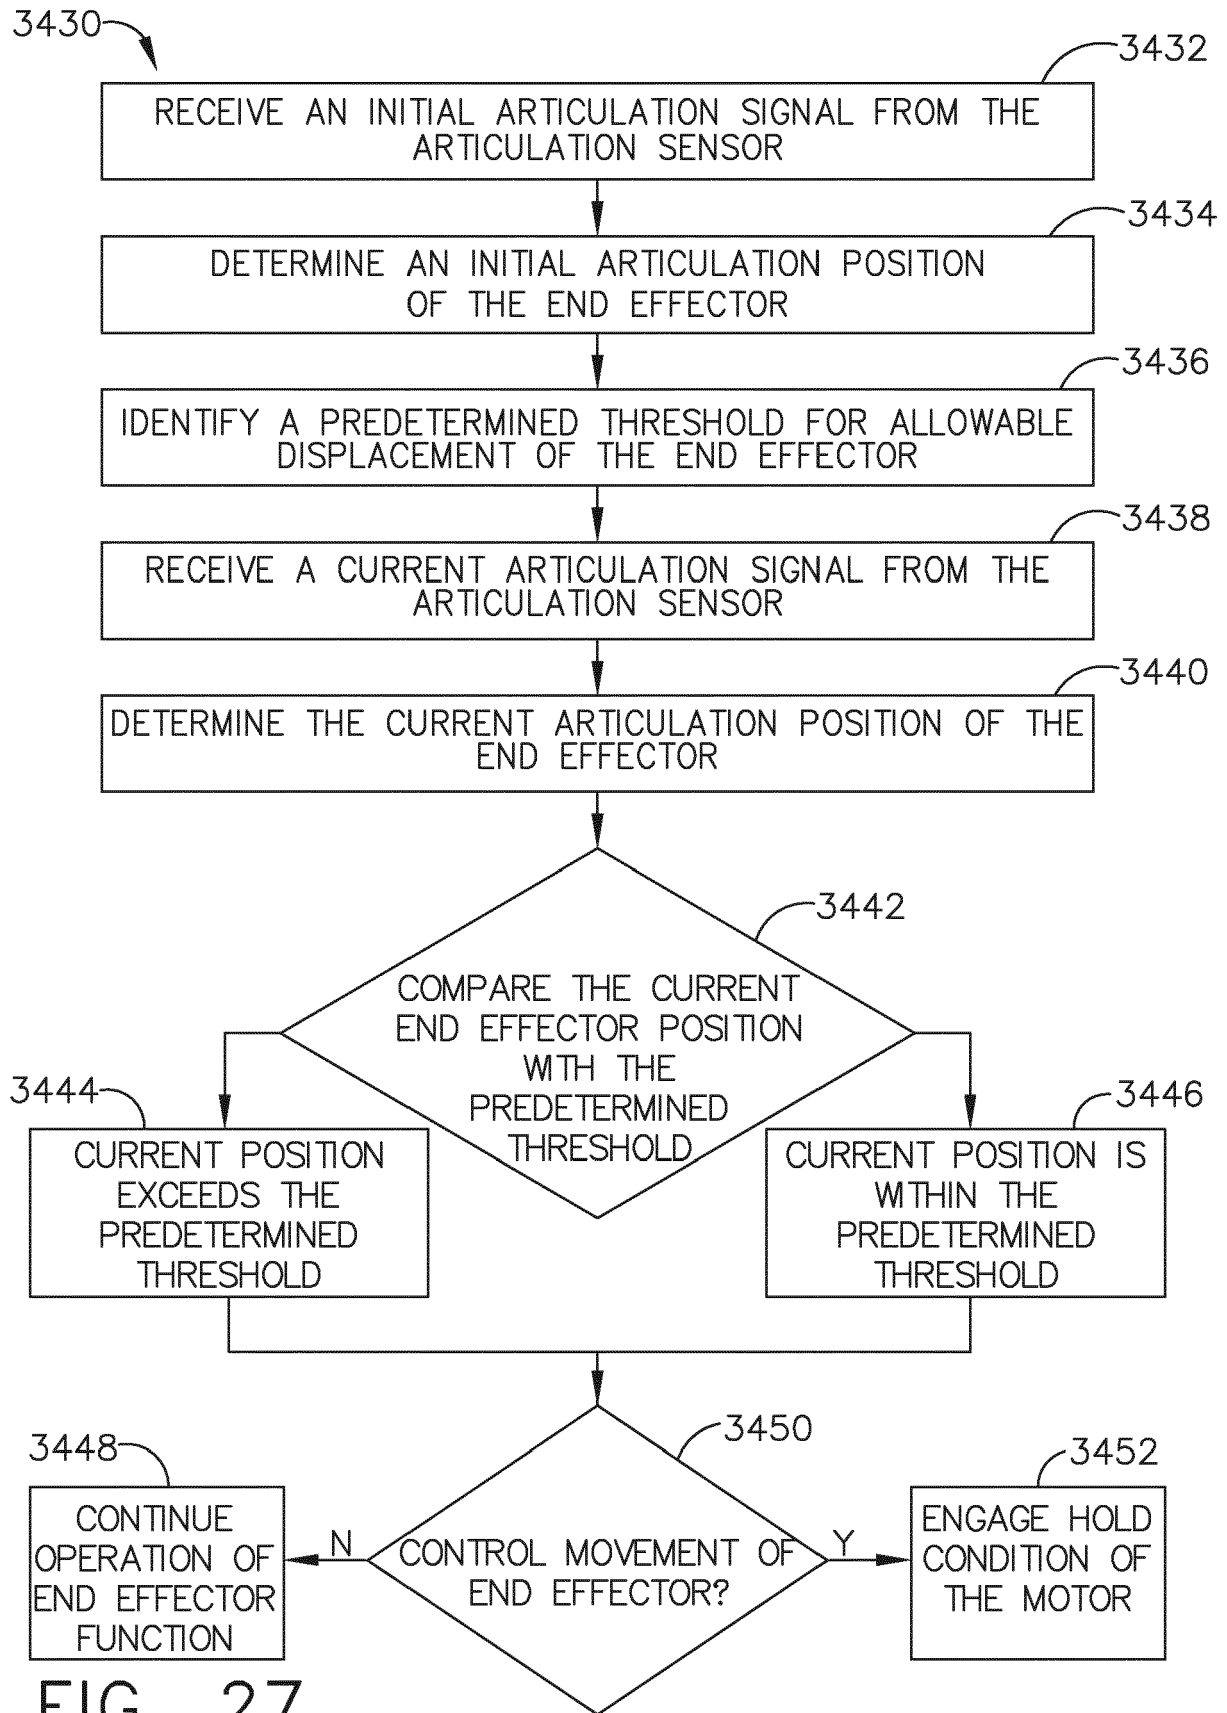 3430
3432
RECEIVE AN INITIAL ARTICULATION SIGNAL FROM THE
ARTICULATION SENSOR
3434
DETERMINE AN INITIAL ARTICULATION POSITION
OF THE END EFFECTOR
3436
IDENTIFY A PREDETERMINED THRESHOLD FOR ALLOWABLE
DISPLACEMENT OF THE END EFFECTOR
3438
RECEIVE A CURRENT ARTICULATION SIGNAL FROM THE
ARTICULATION SENSOR
3440
DETERMINE THE CURRENT ARTICULATION POSITION OF THE
END EFFECTOR
3442
COMPARE THE CURRENT
END EFFECTOR POSITION
WITH THE
PREDETERMINED
THRESHOLD
3444
CURRENT POSITION
EXCEEDS THE
PREDETERMINED
THRESHOLD
3446
CURRENT POSITION IS
WITHIN THE
PREDETERMINED
THRESHOLD
3450
CONTROL MOVEMENT OF
END EFFECTOR?
N
Y
3448
CONTINUE
OPERATION OF
END EFFECTOR
FUNCTION
3452
ENGAGE HOLD
CONDITION OF
THE MOTOR
FIG. 27